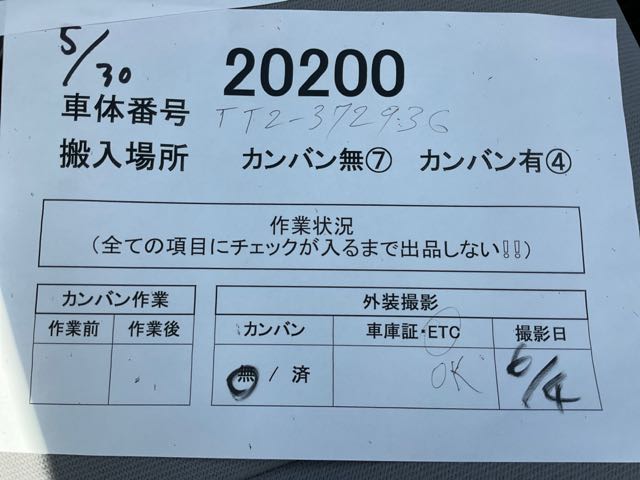 5/30
20200
車体番号 TT2-372936
搬入場所 カンバン無⑦ カンバン有④
作業状況
(全ての項目にチェックが入るまで出品しない!!)
カンバン作業 外装撮影
作業前 作業後 カンバン 車庫証・ETC 撮影日
無 / 済 OK 6/4